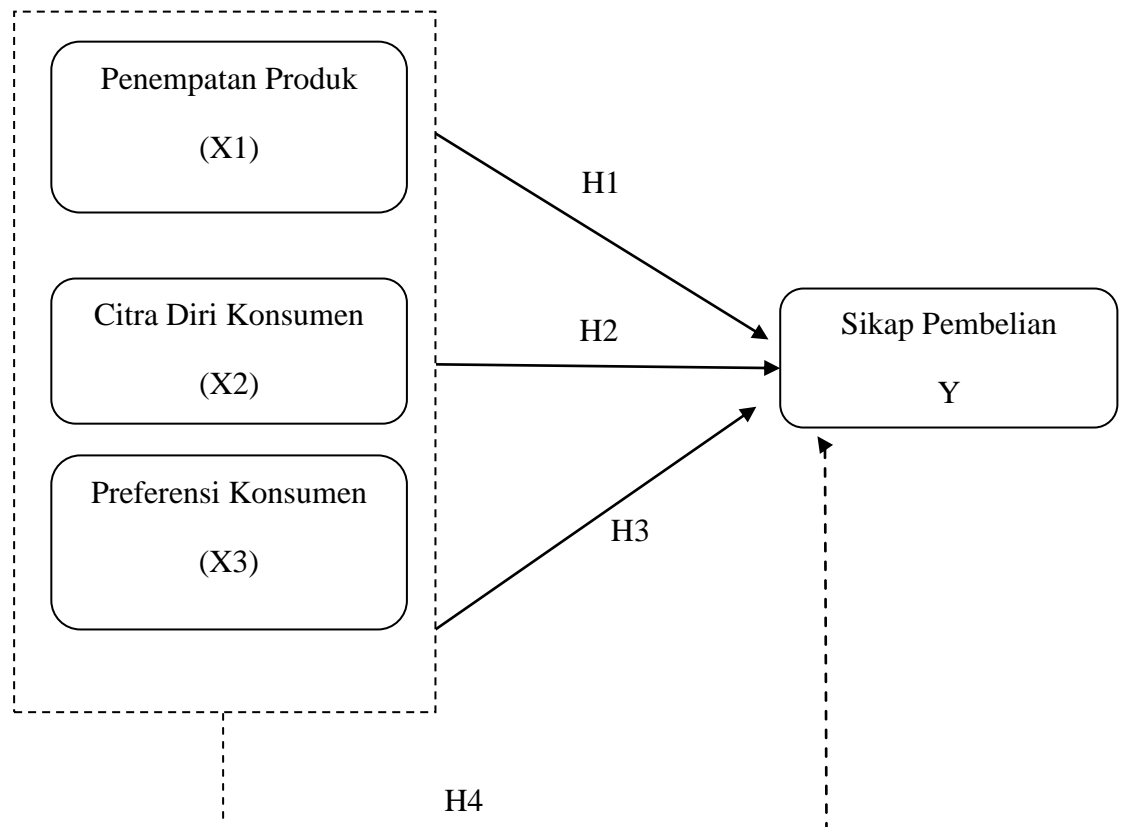 Penempatan Produk
(X1)
H1
Citra Diri Konsumen
(X2)
H2
Sikap Pembelian
Y
Preferensi Konsumen
(X3)
H3
H4